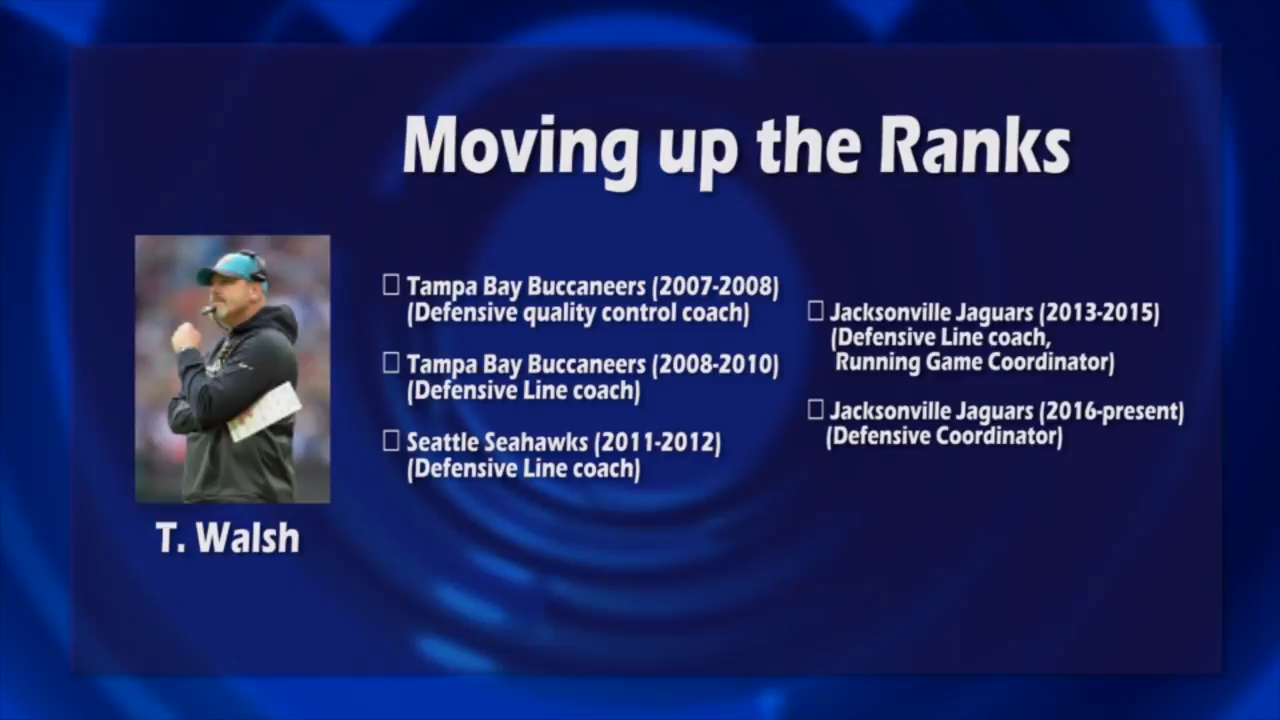 Moving up the Ranks
Tampa Bay Buccaneers (2007-2008)
(Defensive quality control coach)
Tampa Bay Buccaneers (2008-2010)
(Defensive Line coach)
Seattle Seahawks (2011-2012)
(Defensive Line coach)
Jacksonville Jaguars (2013-2015)
(Defensive Line coach,
Running Game Coordinator)
Jacksonville Jaguars (2016-present)
(Defensive Coordinator)
T. Walsh